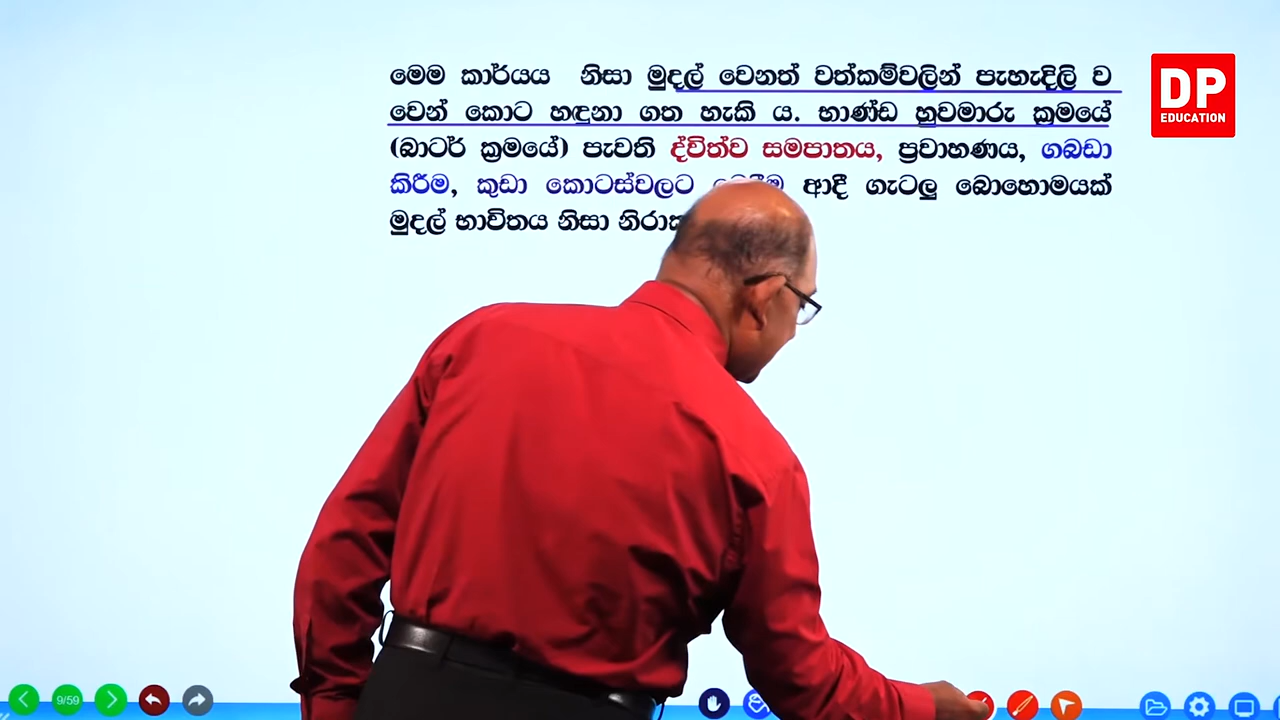 මෙම කාර්යය නිසා මුදල් වෙනත් වත්කම්වලින් පැහැදිලි ව
වෙන් කොට හඳුනා ගත හැකි ය. භාණ්ඩ හුවමාරු ක්‍රමයේ
(බාටර් ක්‍රමයේ) පැවති ද්විත්ව සමපාතය, ප්‍රවාහණය, ගබඩා
කිරීම, කුඩා කොටස්වලට ආදී ගැටලු බොහොමයක්
මුදල් භාවිතය නිසා
DP
EDUCATION
9/59